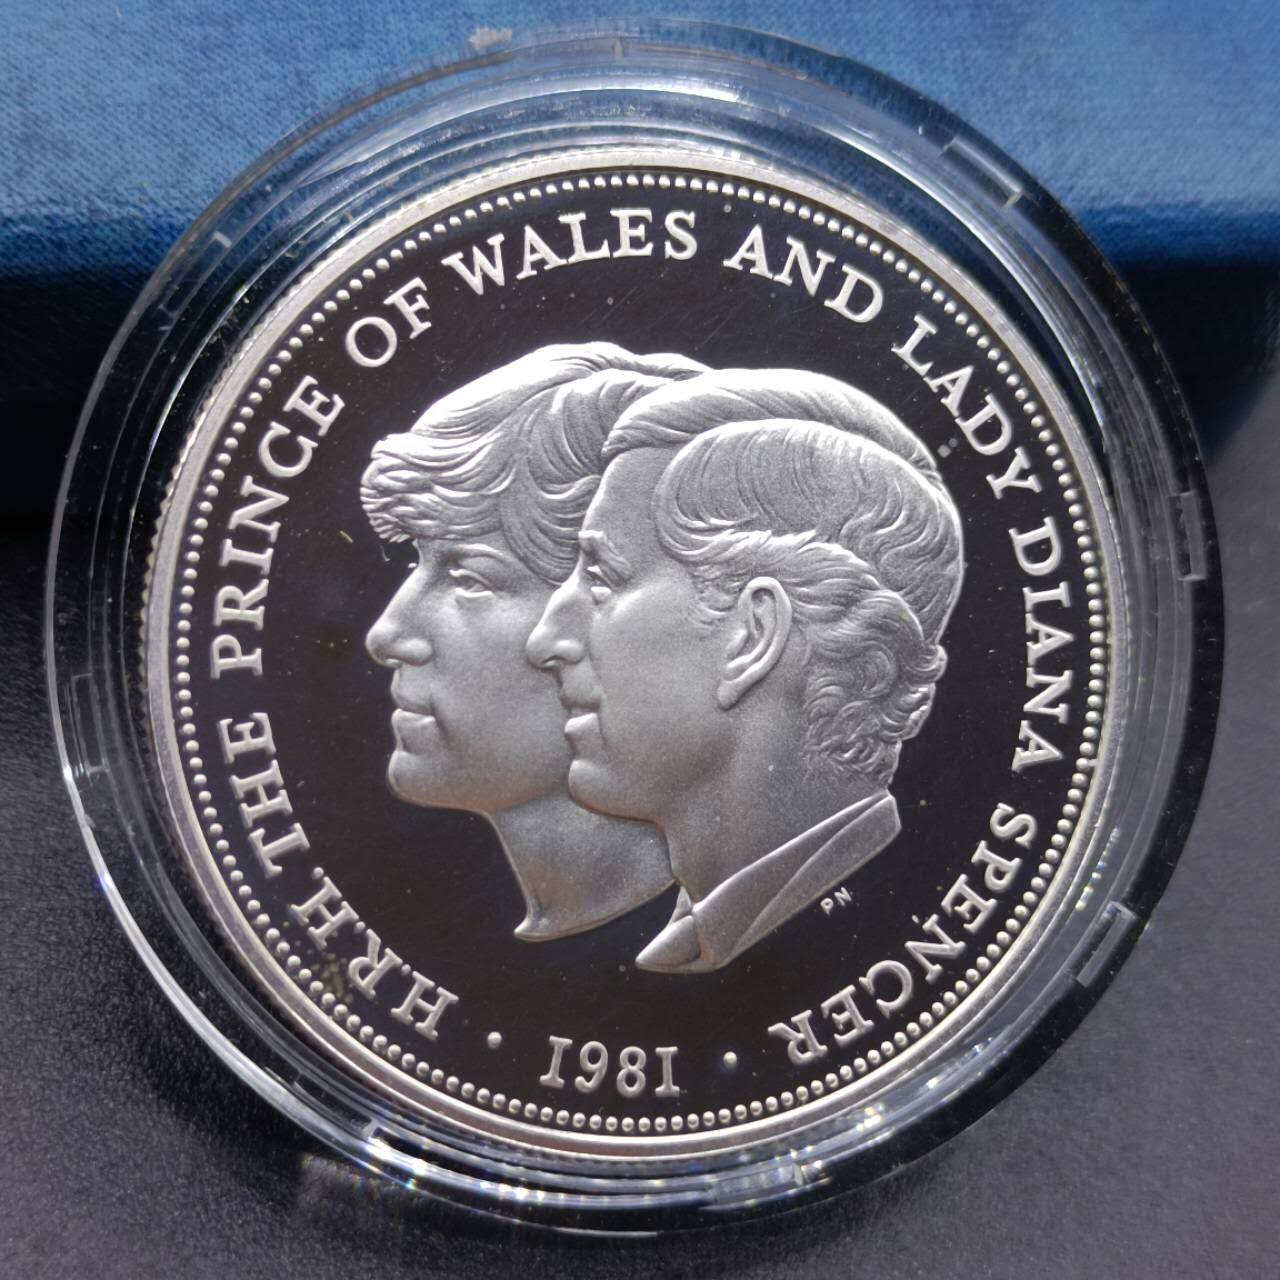 H.R.H. THE PRINCE OF WALES AND LADY DIANA SPENCER
· 1981 ·
PN